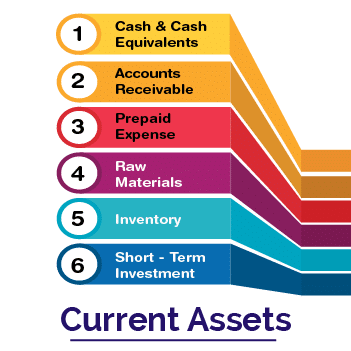 1
Cash & Cash
Equivalents
2
Accounts
Receivable
3
Prepaid
Expense
4
Raw
Materials
5
Inventory
6
Short - Term
Investment
Current Assets